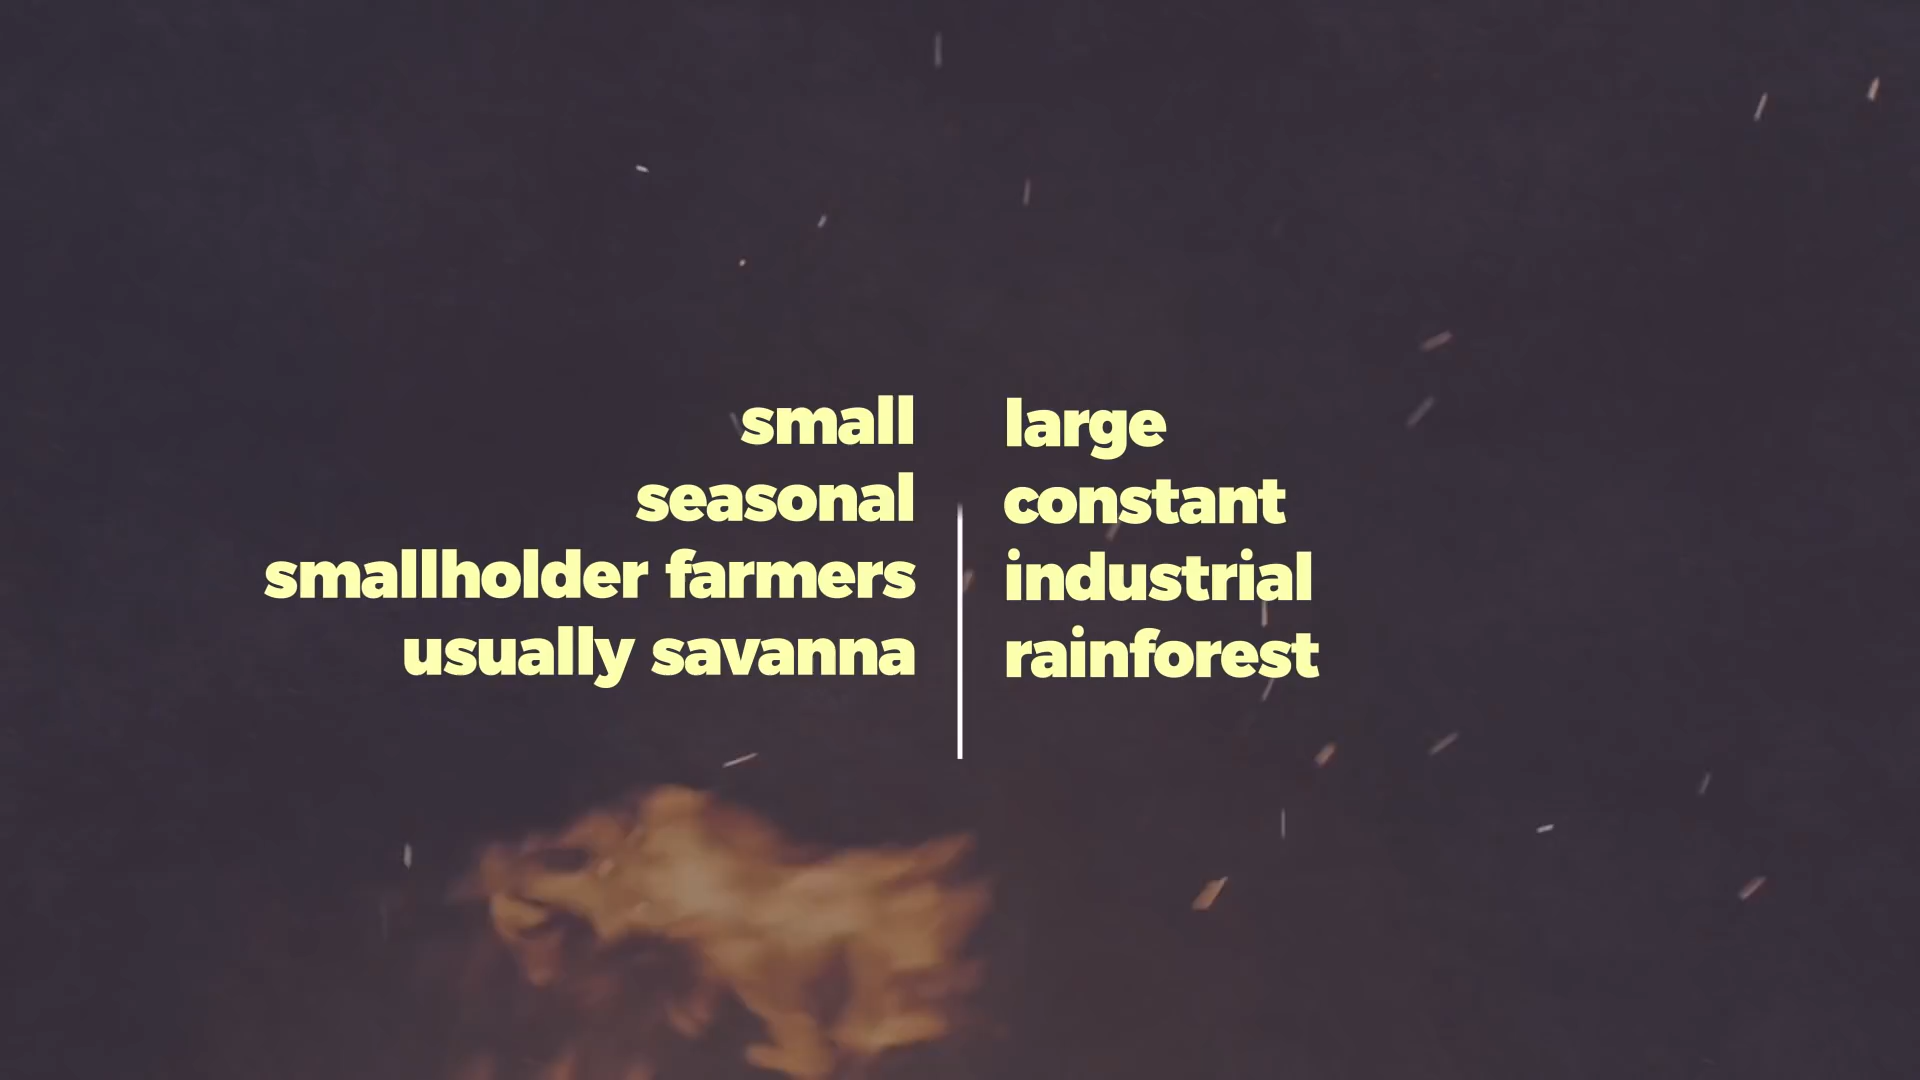 small
seasonal
smallholder farmers
usually savanna
large
constant
industrial
rainforest